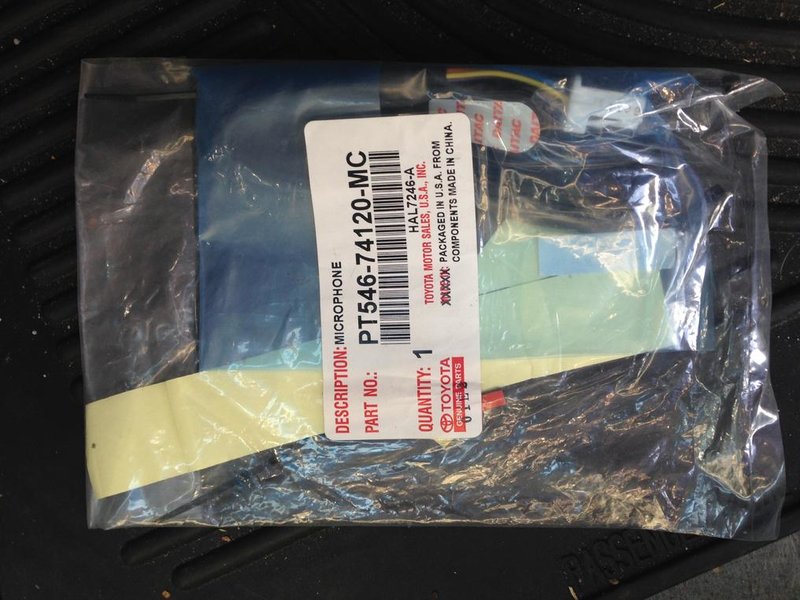 DESCRIPTION: MICROPHONE
PART NO.: PT546-74120-MC
HAL7246-A
QUANTITY: 1
TOYOTA MOTOR SALES, U.S.A., INC.
PACKAGED IN U.S.A. FROM
COMPONENTS MADE IN CHINA.
TOYOTA
GENUINE PARTS